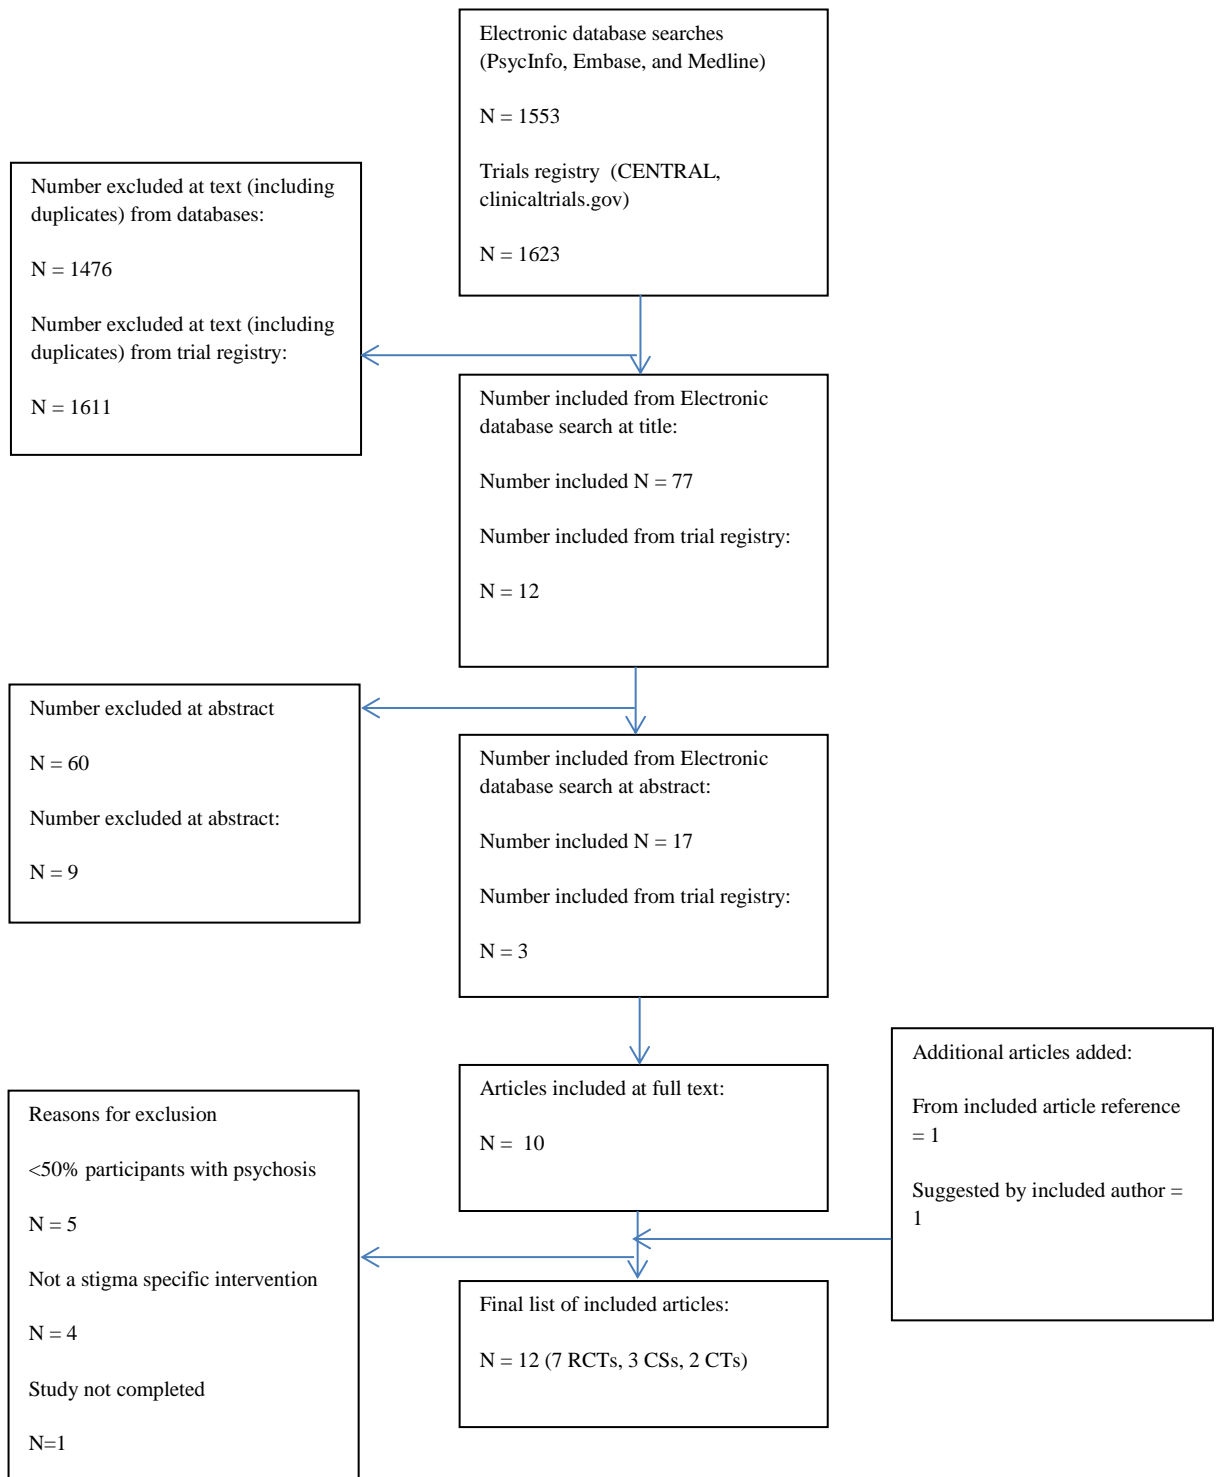 Electronic database searches
(PsycInfo, Embase, and Medline)
N = 1553
Trials registry (CENTRAL,
clinicaltrials.gov)
N = 1623
Number excluded at text (including
duplicates) from databases:
N = 1476
Number excluded at text (including
duplicates) from trial registry:
N = 1611
Number included from Electronic
database search at title:
Number included N = 77
Number included from trial registry:
N = 12
Number excluded at abstract
N = 60
Number excluded at abstract:
N = 9
Number included from Electronic
database search at abstract:
Number included N = 17
Number included from trial registry:
N = 3
Articles included at full text:
N = 10
Additional articles added:
From included article reference
= 1
Suggested by included author =
1
Reasons for exclusion
<50% participants with psychosis
N = 5
Not a stigma specific intervention
N = 4
Study not completed
N=1
Final list of included articles:
N = 12 (7 RCTs, 3 CSs, 2 CTs)